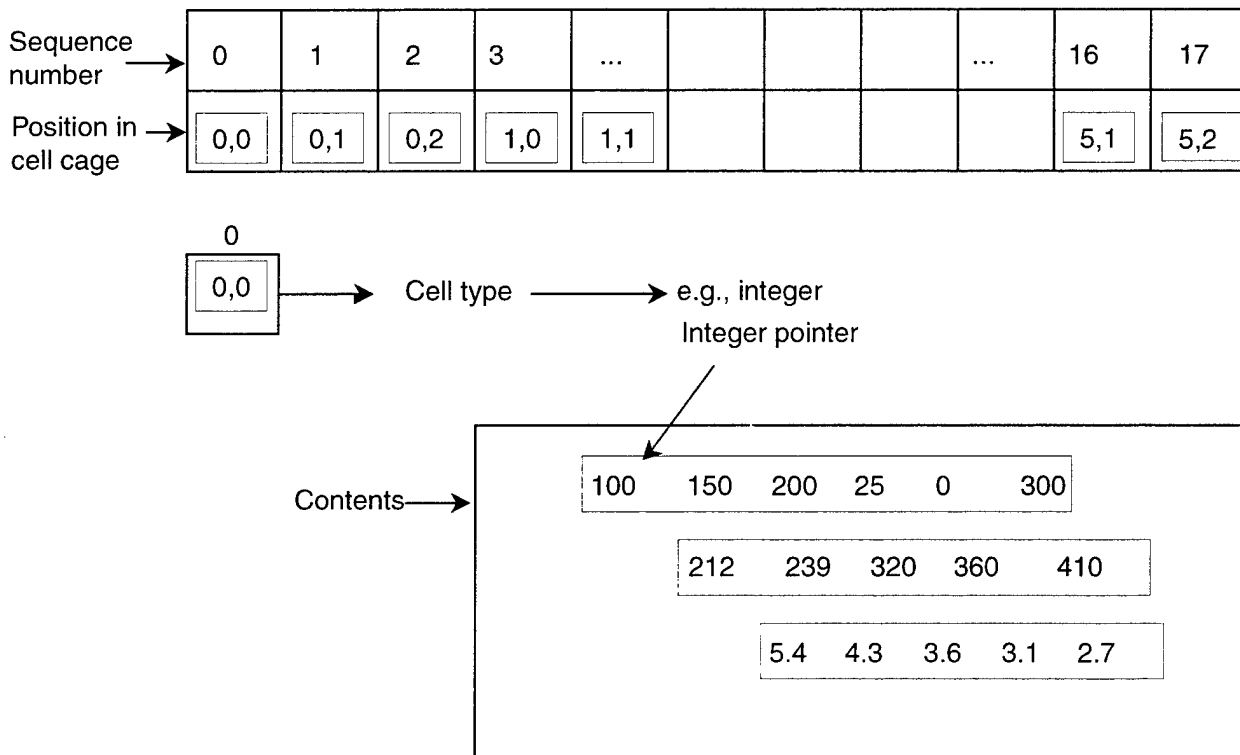 Sequence number 0 1 2 3 ... ... 16 17
Position in cell cage 0,0 0,1 0,2 1,0 1,1 5,1 5,2
0
0,0 Cell type e.g., integer
Integer pointer
Contents 100 150 200 25 0 300
212 239 320 360 410
5.4 4.3 3.6 3.1 2.7